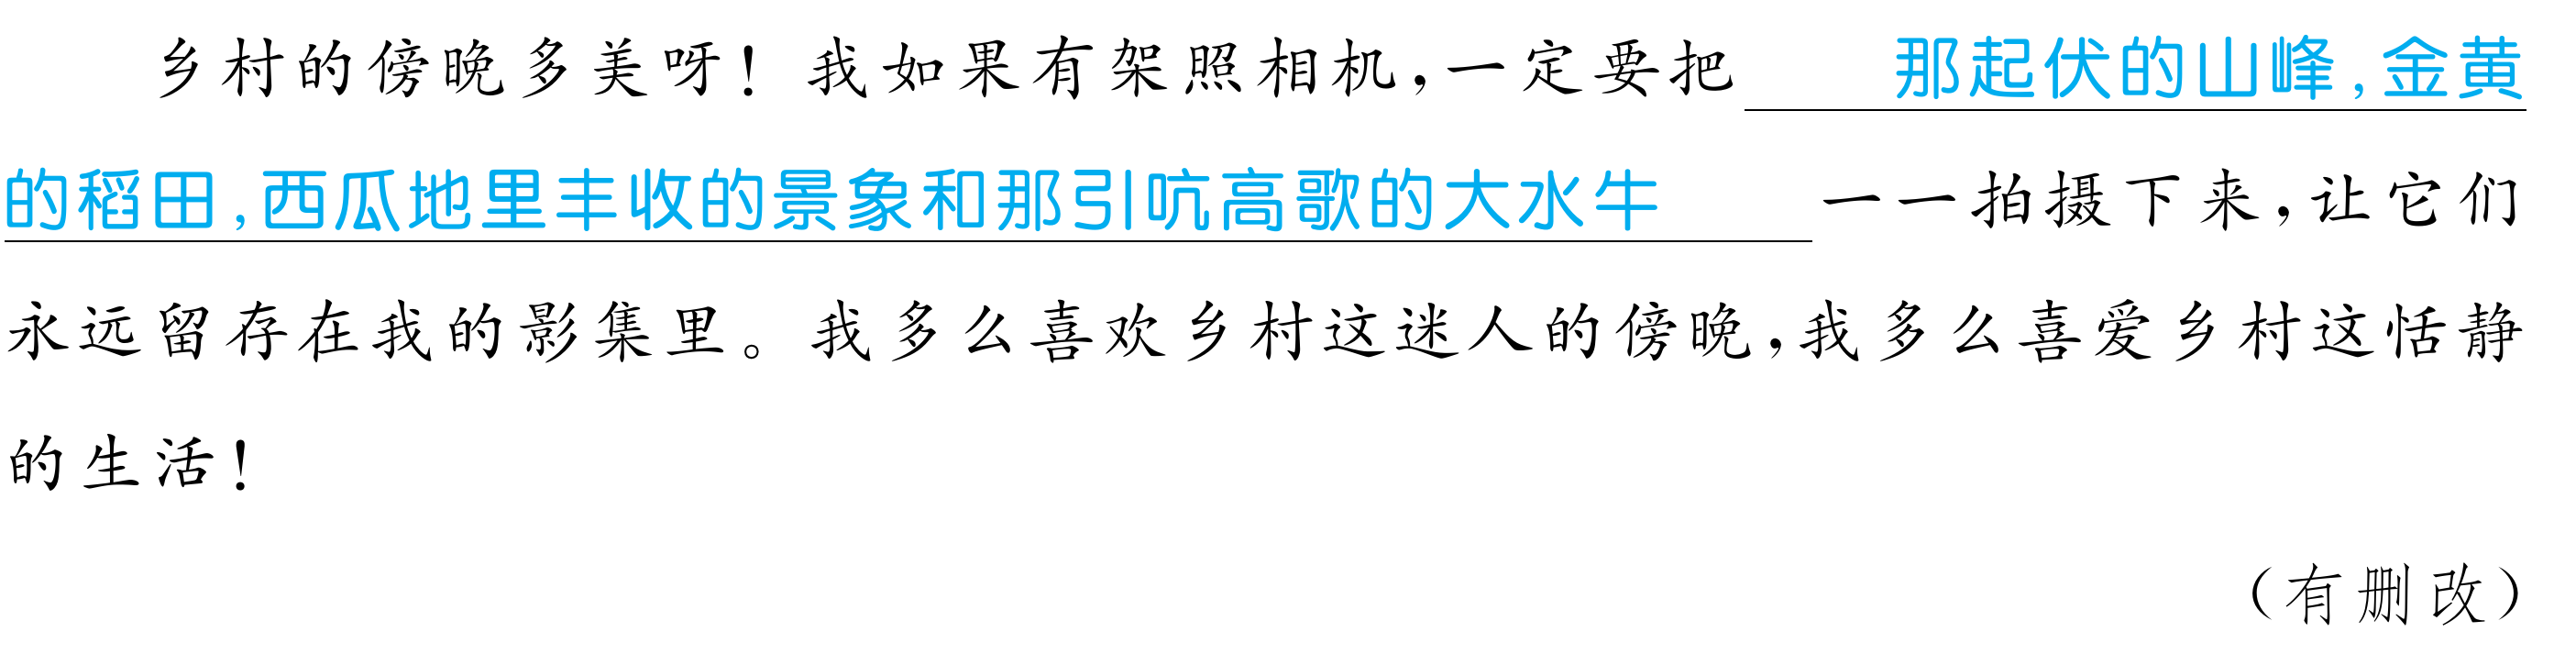 乡村的傍晚多美呀！我如果有架照相机，一定要把那起伏的山峰，金黄
的稻田，西瓜地里丰收的景象和那引吭高歌的大水牛一一拍摄下来，让它们
永远留存在我的影集里。我多么喜欢乡村这迷人的傍晚，我多么喜爱乡村这恬静
的生活！
（有删改）